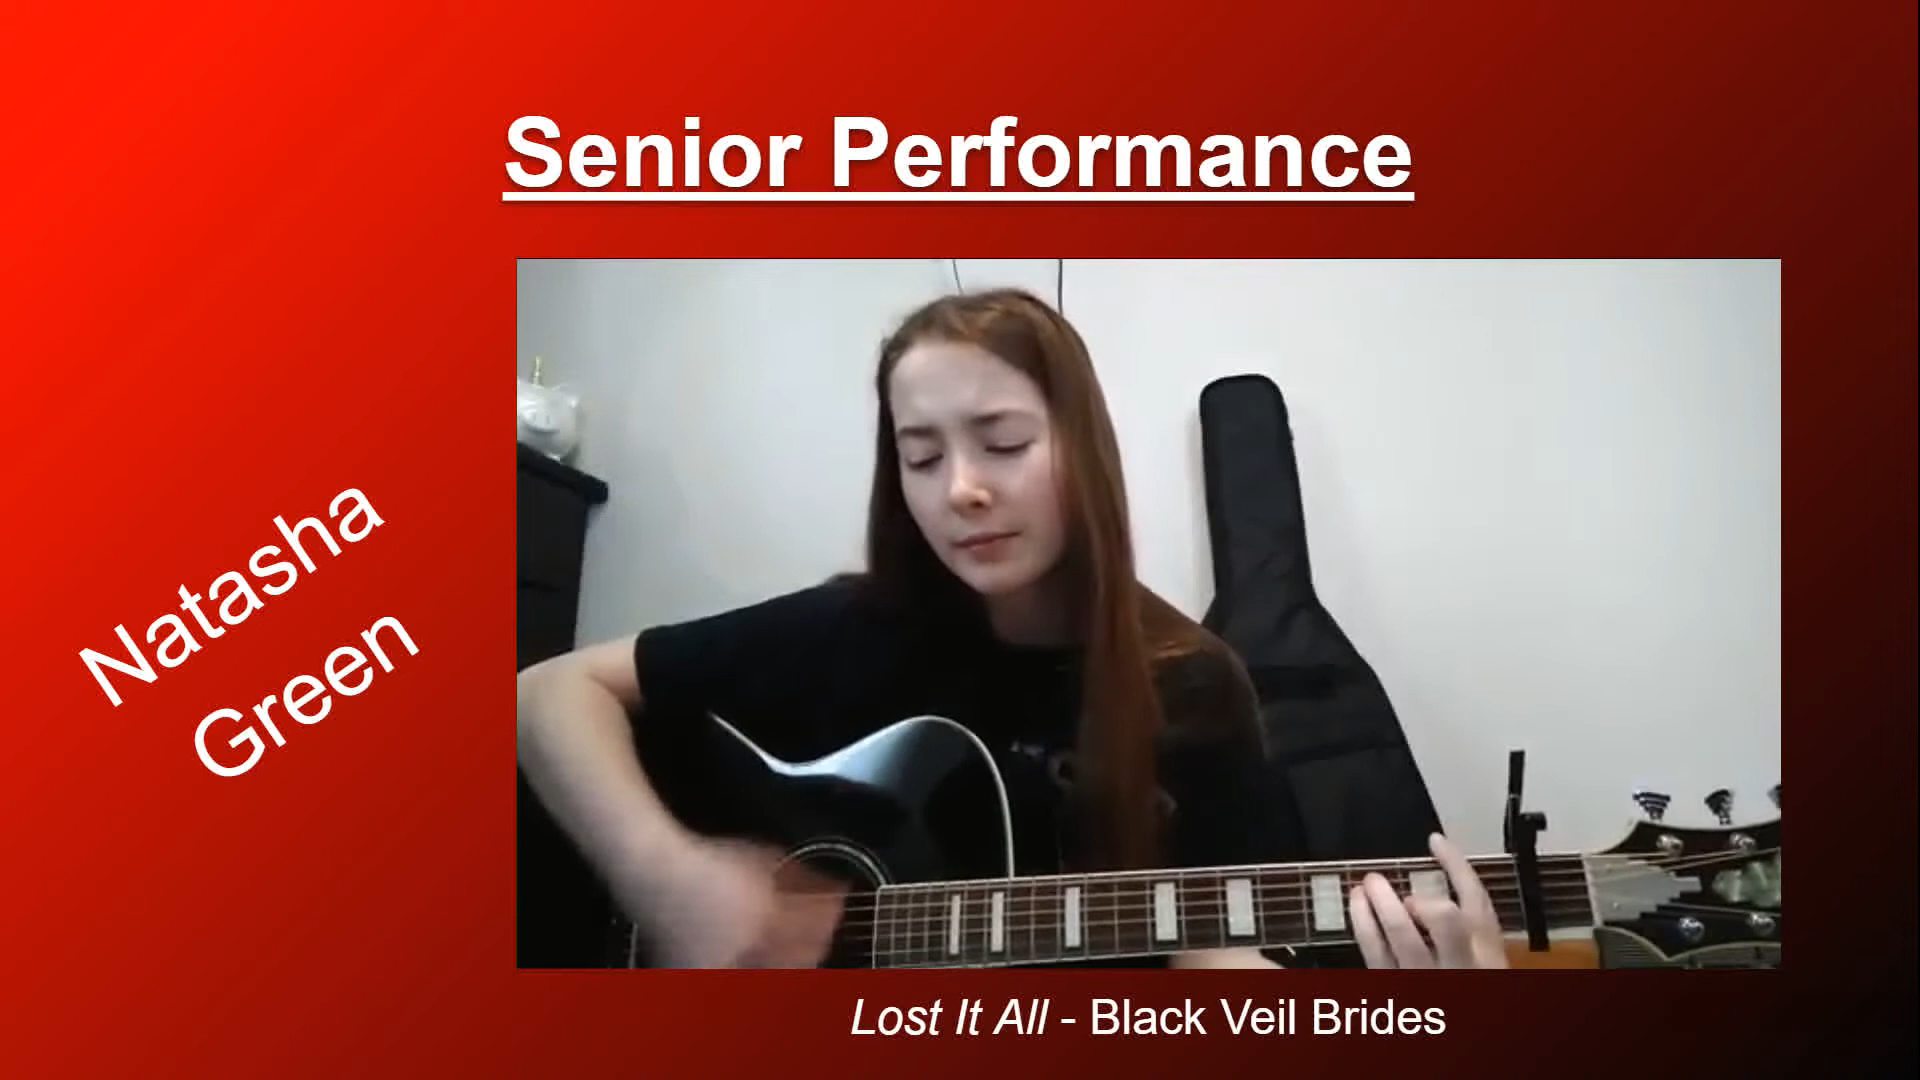 Senior Performance
Natasha
Green
Lost It All - Black Veil Brides